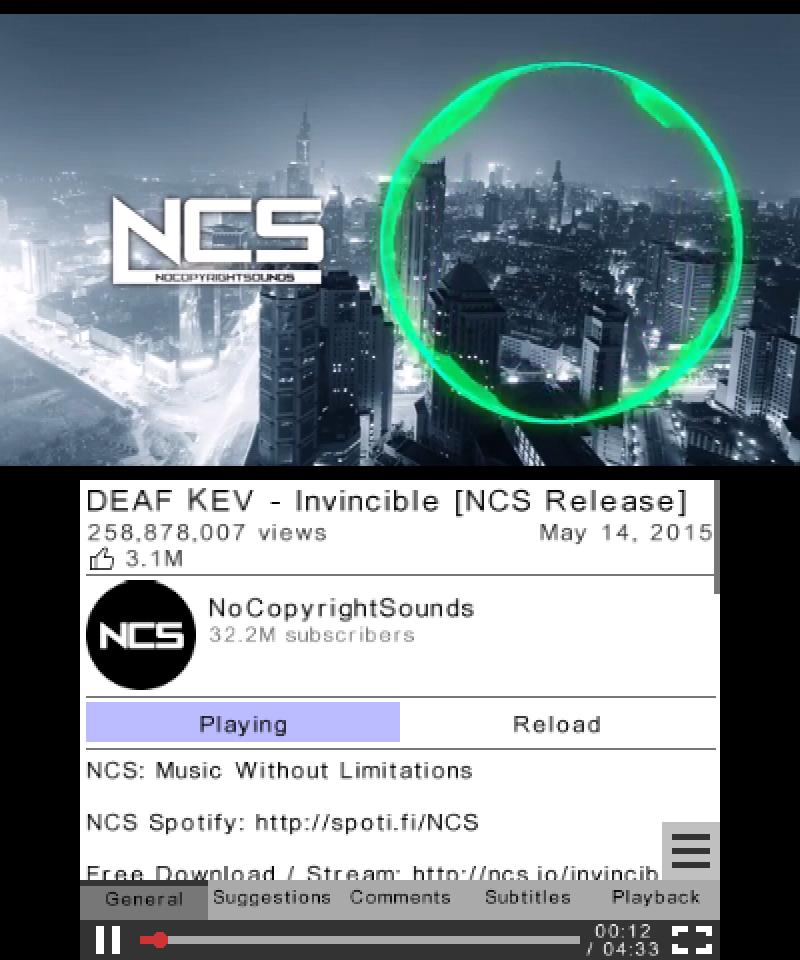 NCS
NOCOPYRIGHTSOUNDS
DEAF KEV - Invincible [NCS Release]
258,878,007 views May 14, 2015
3.1M
NCS
NoCopyrightSounds
32.2M subscribers
Playing Reload
NCS: Music Without Limitations
NCS Spotify: http://spoti.fi/NCS
Free Download / Stream: http://ncs.io/invincib
General Suggestions Comments Subtitles Playback
00:12
/ 04:33